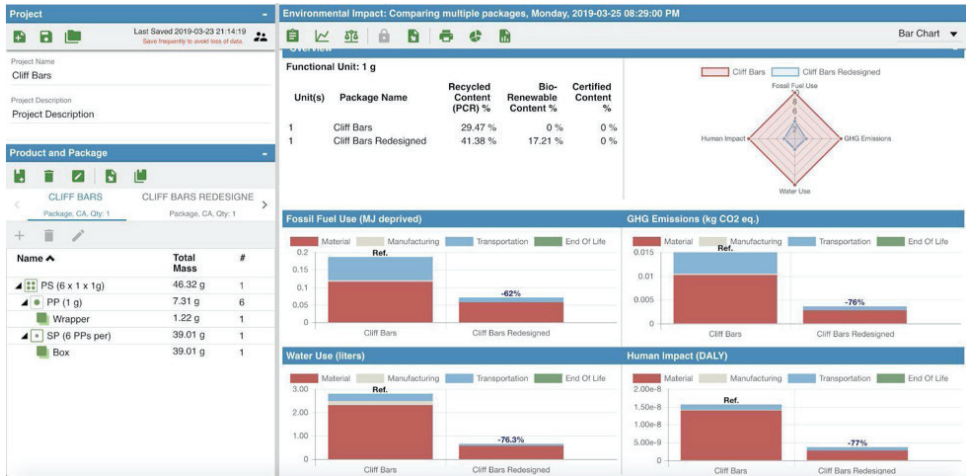 Project
-
Last Saved 2019-03-23 21:14:19
Save frequently to avoid loss of data.
Project Name
Cliff Bars
Project Description
Project Description
Product and Package
-
CLIFF BARS
CLIFF BARS REDESIGNE
Package, CA, Qty: 1
Package, CA, Qty: 1
Name Total Mass #
PS (6 x 1 x 1g) 46.32 g 1
PP (1 g) 7.31 g 6
Wrapper 1.22 g 1
SP (6 PPs per) 39.01 g 1
Box 39.01 g 1
Environmental Impact: Comparing multiple packages, Monday, 2019-03-25 08:29:00 PM
Bar Chart
Overview
Functional Unit: 1 g
Unit(s) Package Name Recycled Content (PCR) % Bio-Renewable Content % Certified Content %
1 Cliff Bars 29.47 % 0 % 0 %
1 Cliff Bars Redesigned 41.38 % 17.21 % 0 %
Cliff Bars Cliff Bars Redesigned
Fossil Fuel Use
10
8
6
4
2
Human Impact
GHG Emissions
Water Use
Fossil Fuel Use (MJ deprived)
Material Manufacturing Transportation End Of Life
Ref.
0.2
0.15
0.1
0.05
0
-62%
Cliff Bars Cliff Bars Redesigned
GHG Emissions (kg CO2 eq.)
Material Manufacturing Transportation End Of Life
Ref.
0.015
0.01
0.005
0
-76%
Cliff Bars Cliff Bars Redesigned
Water Use (liters)
Material Manufacturing Transportation End Of Life
3.00
Ref.
2.00
1.00
0
-76.3%
Cliff Bars Cliff Bars Redesigned
Human Impact (DALY)
Material Manufacturing Transportation End Of Life
2.00e-8
Ref.
1.50e-8
1.00e-8
5.00e-9
0
-77%
Cliff Bars Cliff Bars Redesigned